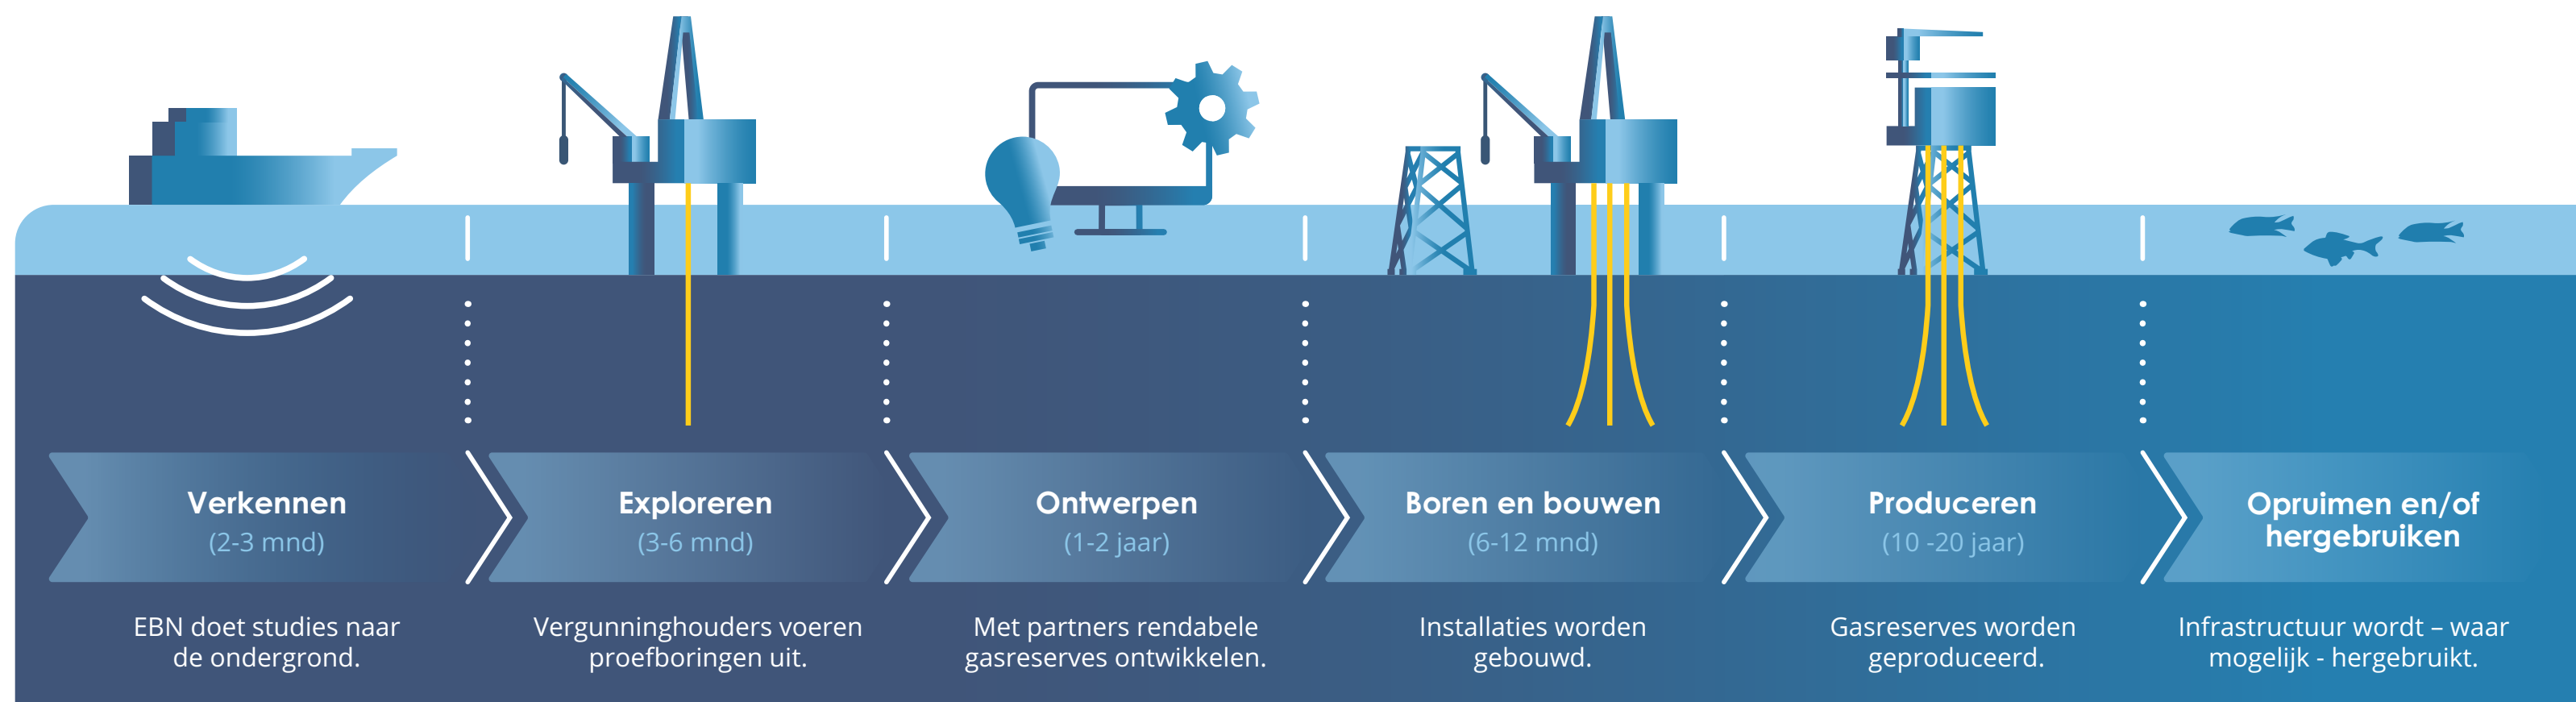 Verkennen
(2-3 mnd)
EBN doet studies naar
de ondergrond.
Exploreren
(3-6 mnd)
Vergunninghouders voeren
proefboringen uit.
Ontwerpen
(1-2 jaar)
Met partners rendabele
gasreserves ontwikkelen.
Boren en bouwen
(6-12 mnd)
Installaties worden
gebouwd.
Produceren
(10 -20 jaar)
Gasreserves worden
geproduceerd.
Opruimen en/of
hergebruiken
Infrastructuur wordt – waar
mogelijk - hergebruikt.